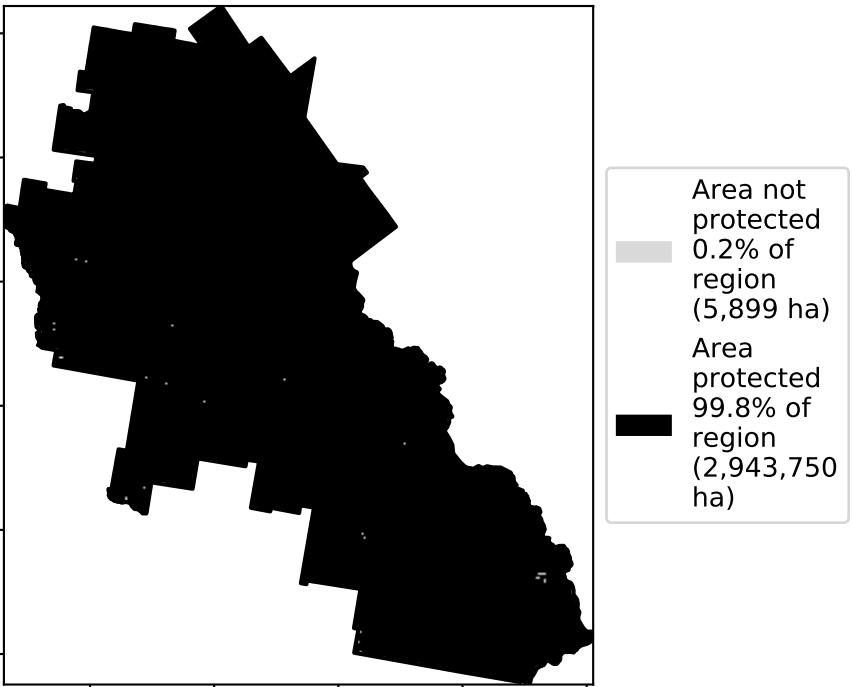 Area not
protected
0.2% of
region
(5,899 ha)
Area
protected
99.8% of
region
(2,943,750
ha)